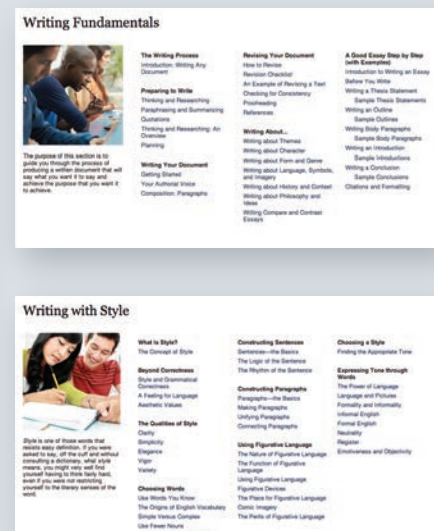 Writing Fundamentals
The purpose of this section is to
guide you through the process of
producing a written document that will
say what you want it to say and
achieve the purpose that you want it
to achieve.
The Writing Process
Introduction: Writing Any
Document
Preparing to Write
Thinking and Researching
Paraphrasing and Summarizing
Quotations
Thinking and Researching: An
Overview
Planning
Writing Your Document
Getting Started
Your Authorial Voice
Composition: Paragraphs
Revising Your Document
How to Revise
Revision Checklist
An Example of Revising a Text
Checking for Consistency
Proofreading
References
Writing About...
Writing about Themes
Writing about Character
Writing about Form and Genre
Writing about Language, Symbols,
and Imagery
Writing about History and Context
Writing about Philosophy and
Ideas
Writing Compare and Contrast
Essays
A Good Essay Step by Step
(with Examples)
Introduction to Writing an Essay
Before You Write
Writing a Thesis Statement
Sample Thesis Statements
Writing an Outline
Sample Outlines
Writing Body Paragraphs
Sample Body Paragraphs
Writing an Introduction
Sample Introductions
Writing a Conclusion
Sample Conclusions
Citations and Formatting
Writing with Style
Style is one of those words that
resists easy definition. If you were
asked to say, off the cuff and without
consulting a dictionary, what style
means, you might very well find
yourself having to think fairly hard,
even if you were not restricting
yourself to the literary senses of the
word.
What Is Style?
The Concept of Style
Beyond Correctness
Style and Grammatical
Correctness
A Feeling for Language
Aesthetic Values
The Qualities of Style
Clarity
Simplicity
Elegance
Vigor
Variety
Choosing Words
Use Words You Know
The Origins of English Vocabulary
Simple Versus Complex
Use Fewer Nouns
Constructing Sentences
Sentences—the Basics
The Logic of the Sentence
The Rhythm of the Sentence
Constructing Paragraphs
Paragraphs—the Basics
Making Paragraphs
Unifying Paragraphs
Connecting Paragraphs
Using Figurative Language
The Nature of Figurative Language
The Function of Figurative
Language
Using Figurative Language
Figurative Devices
The Place for Figurative Language
Comic Imagery
The Perils of Figurative Language
Choosing a Style
Finding the Appropriate Tone
Expressing Tone through
Words
The Power of Language
Language and Pictures
Formality and Informality
Informal English
Formal English
Neutrality
Register
Emotiveness and Objectivity